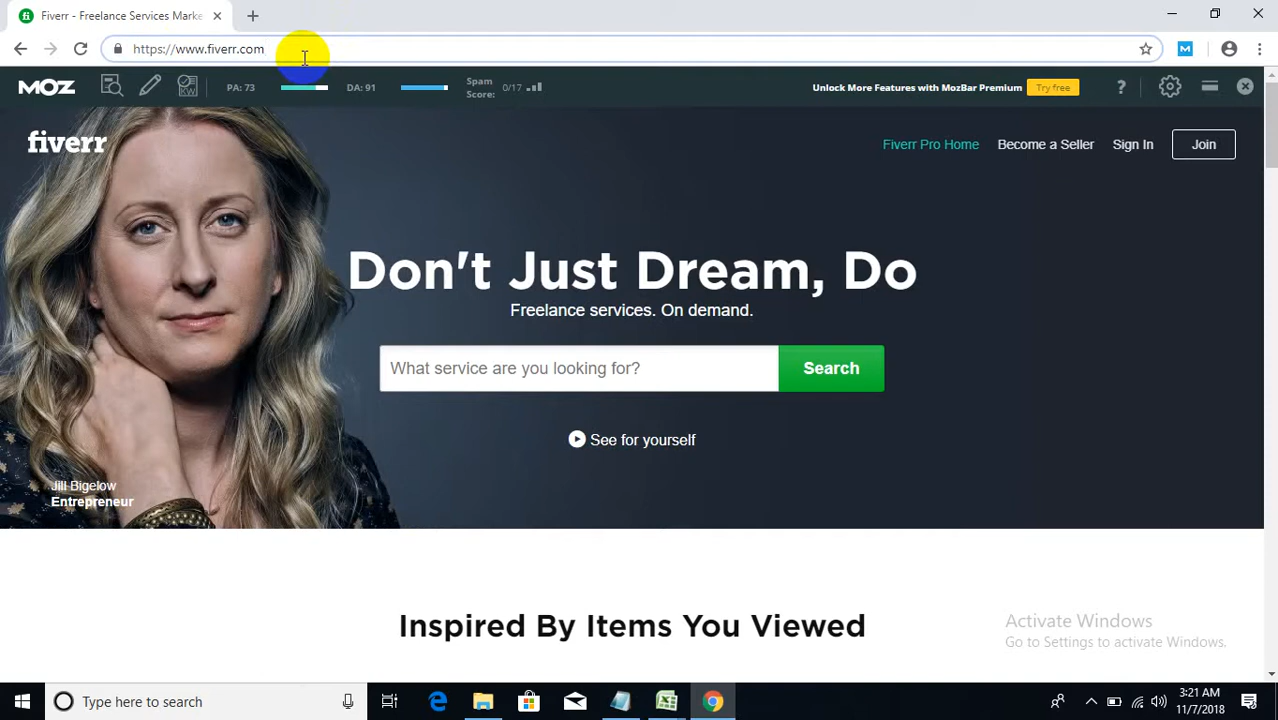 Fiverr - Freelance Services Marke
https://www.fiverr.com
MOZ
KW
PA: 73
DA: 91
Spam
Score:
0/17
Unlock More Features with MozBar Premium
Try free
?
fiverr
Fiverr Pro Home
Become a Seller
Sign In
Join
Don't Just Dream, Do
Freelance services. On demand.
What service are you looking for?
Search
See for yourself
Jill Bigelow
Entrepreneur
Inspired By Items You Viewed
Activate Windows
Go to Settings to activate Windows.
Type here to search
3:21 AM
11/7/2018